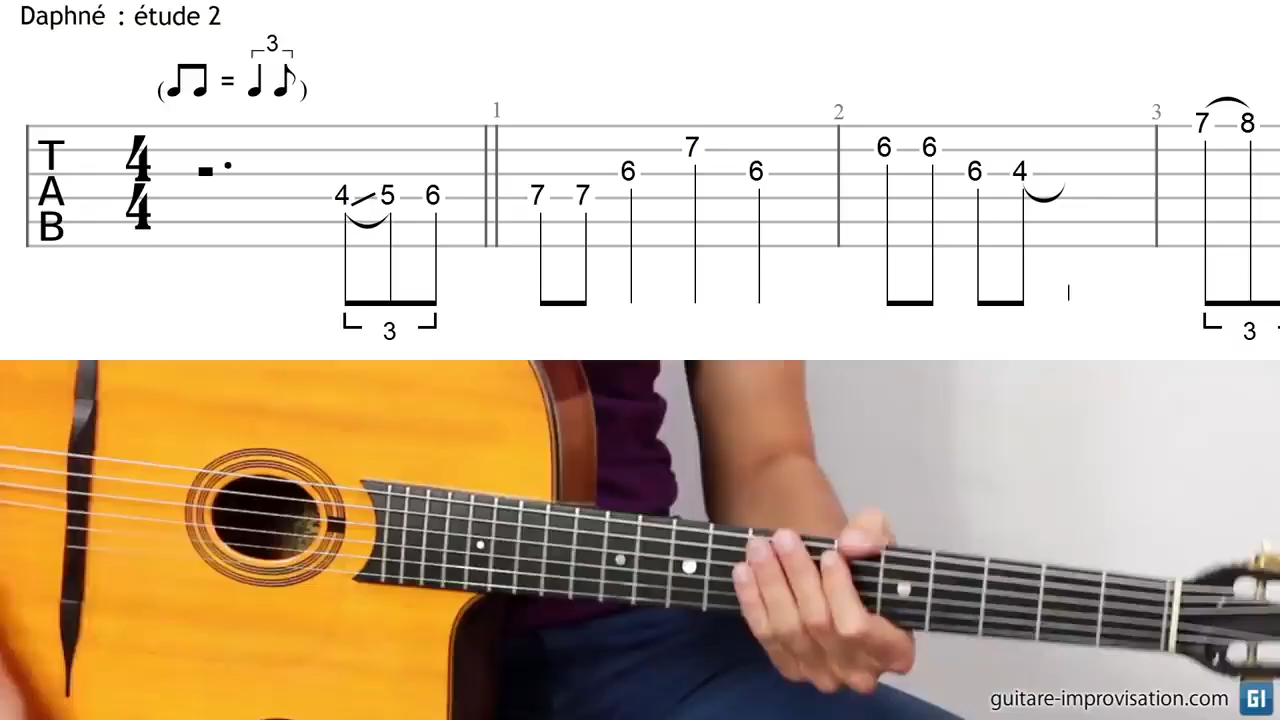 Daphné : étude 2
3
( = )
1 2 3
T A B
4 4
4 5 6 7 7 6 7 6 6 6 6 4 7 8
3 3
guitare-improvisation.com GI